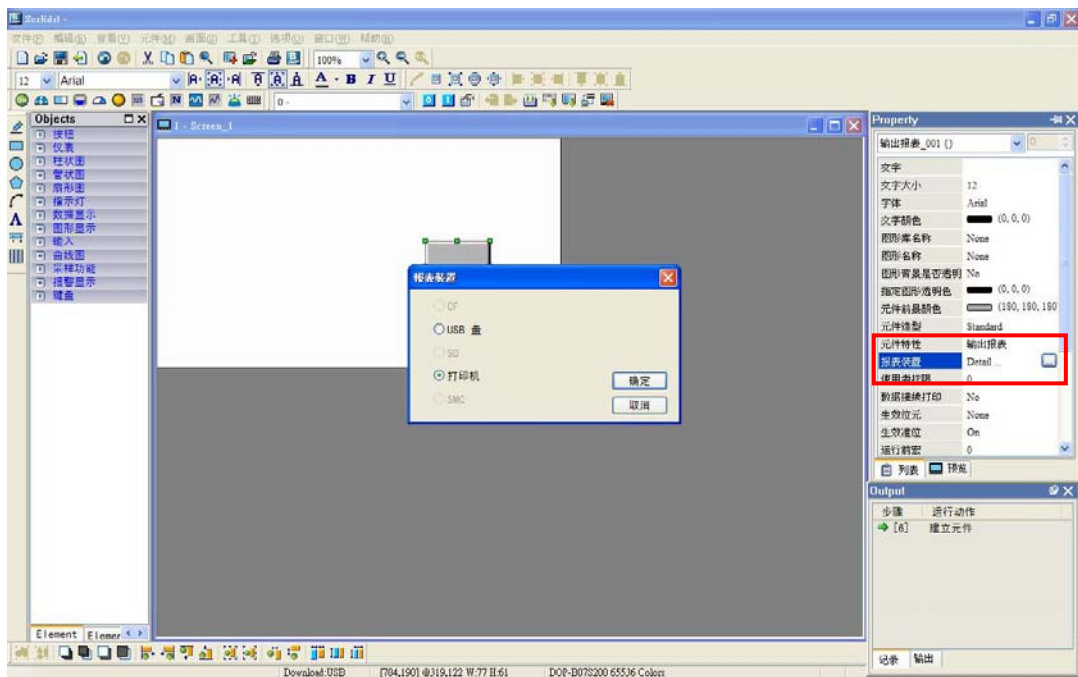 ScrEdit -
文件(F) 编辑(E) 查看(V) 元件(M) 画面(S) 工具(T) 选项(O) 窗口(W) 帮助(H)
100%
12 Arial
A B I U
0 -
Objects
按钮
仪表
柱状图
管状图
扇形图
指示灯
数据显示
图形显示
输入
曲线图
采样功能
报警显示
键盘
Element
1 - Screen_1
报表装置
CF
USB 盘
SD
打印机
SMC
确定
取消
Property
输出报表_001 {}
0
文字
文字大小 12
字体 Arial
文字颜色 (0, 0, 0)
图形库名称 None
图形名称 None
图形背景是否透明 No
指定图形透明色 (0, 0, 0)
元件前景颜色 (180, 180, 180
元件造型 Standard
元件特性 输出报表
报表装置 Detail ...
使用者权限 0
数据接续打印 No
生效位元 None
生效准位 On
运行前宏 0
列表 预览
Output
步骤 运行动作
[6] 建立元件
记录 输出
Download:USB [704,190] @319,122 W:77 H:61 DOP-B07S200 65536 Colors